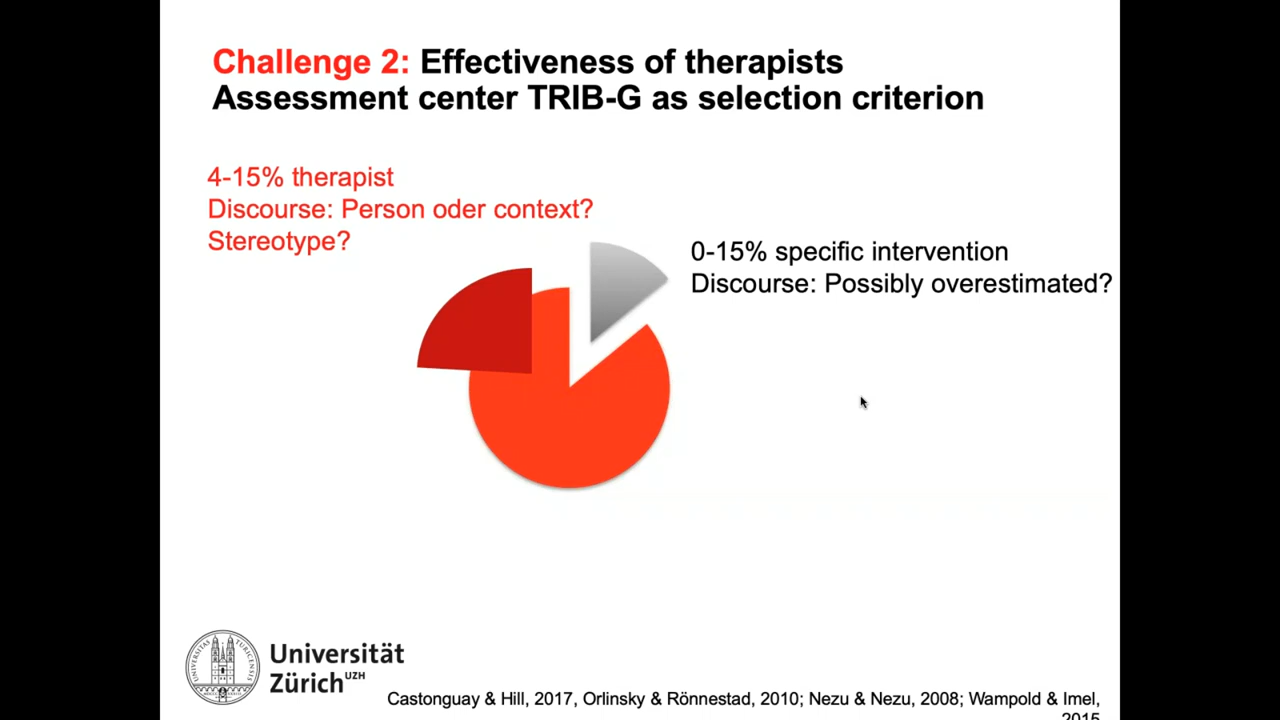 Challenge 2: Effectiveness of therapists
Assessment center TRIB-G as selection criterion
4-15% therapist
Discourse: Person oder context?
Stereotype?
0-15% specific intervention
Discourse: Possibly overestimated?
Universität
Zürich UZH
Castonguay & Hill, 2017, Orlinsky & Rönnestad, 2010; Nezu & Nezu, 2008; Wampold & Imel,
2015